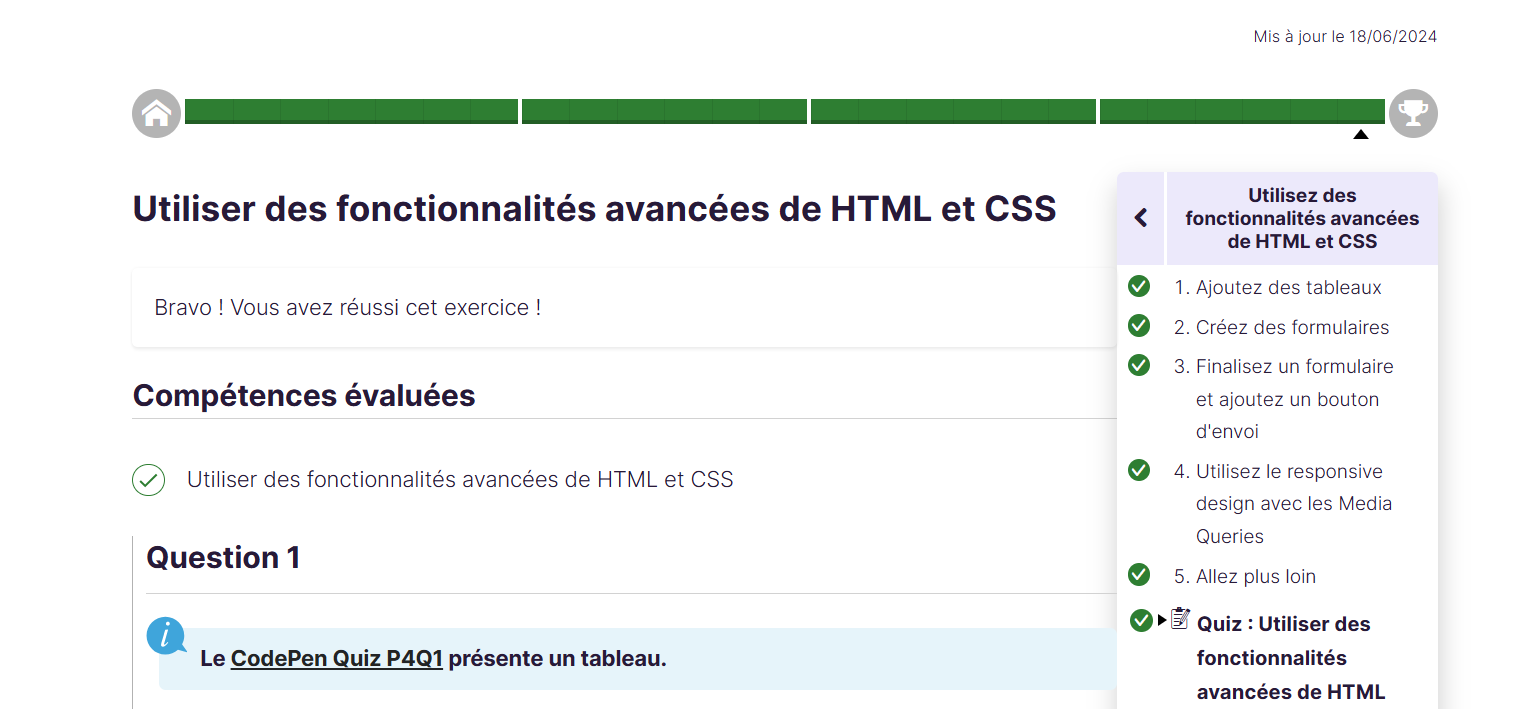 Mis à jour le 18/06/2024
Utiliser des fonctionnalités avancées de HTML et CSS
Bravo ! Vous avez réussi cet exercice !
Compétences évaluées
Utiliser des fonctionnalités avancées de HTML et CSS
Question 1
Le CodePen Quiz P4Q1 présente un tableau.
Utilisez des
fonctionnalités avancées
de HTML et CSS
1. Ajoutez des tableaux
2. Créez des formulaires
3. Finalisez un formulaire
et ajoutez un bouton
d'envoi
4. Utilisez le responsive
design avec les Media
Queries
5. Allez plus loin
Quiz : Utiliser des
fonctionnalités
avancées de HTML